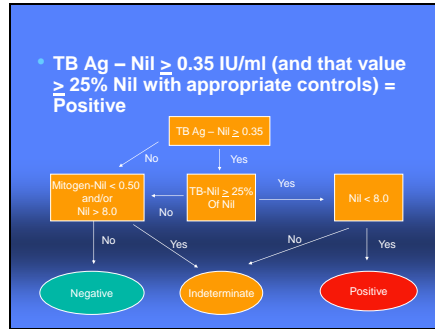 • TB Ag – Nil ≥ 0.35 IU/ml (and that value
≥ 25% Nil with appropriate controls) =
Positive
TB Ag – Nil ≥ 0.35
No
Yes
Mitogen-Nil < 0.50
and/or
Nil > 8.0
No
TB-Nil ≥ 25%
Of Nil
Yes
Nil < 8.0
No
Yes
No
Yes
Negative
Indeterminate
Positive